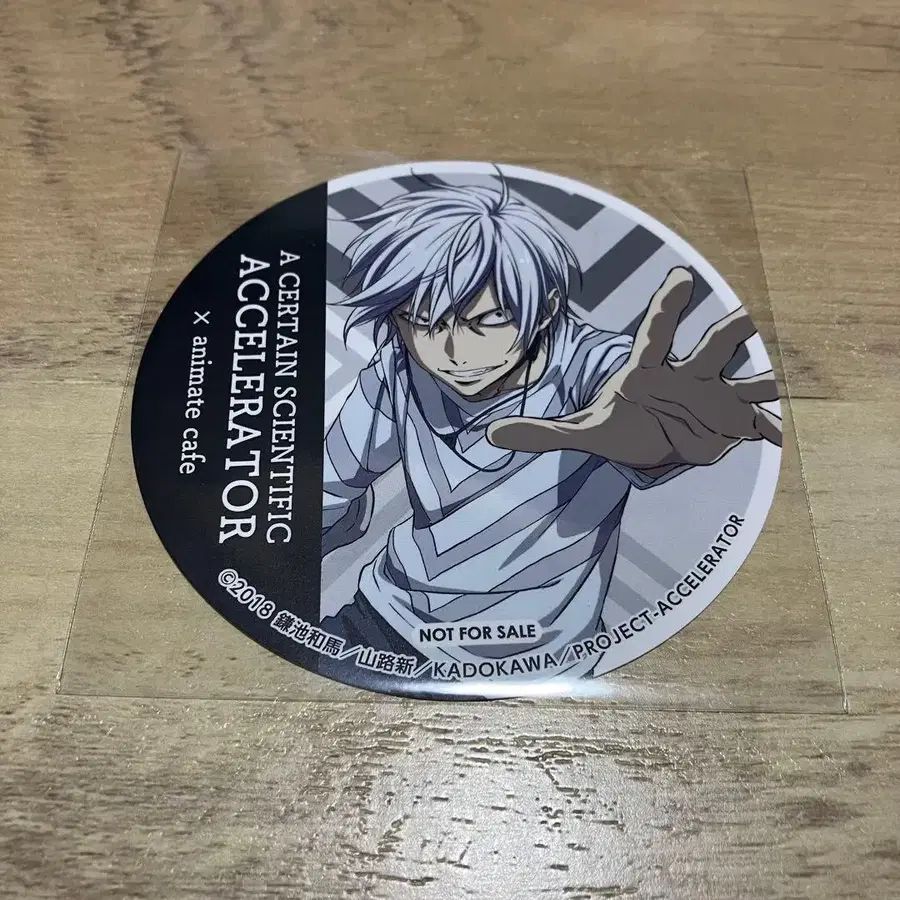 A CERTAIN SCIENTIFIC
ACCELERATOR
x animate cafe
NOT FOR SALE
©2018 鎌池和馬/山路新/KADOKAWA/PROJECT-ACCELERATOR